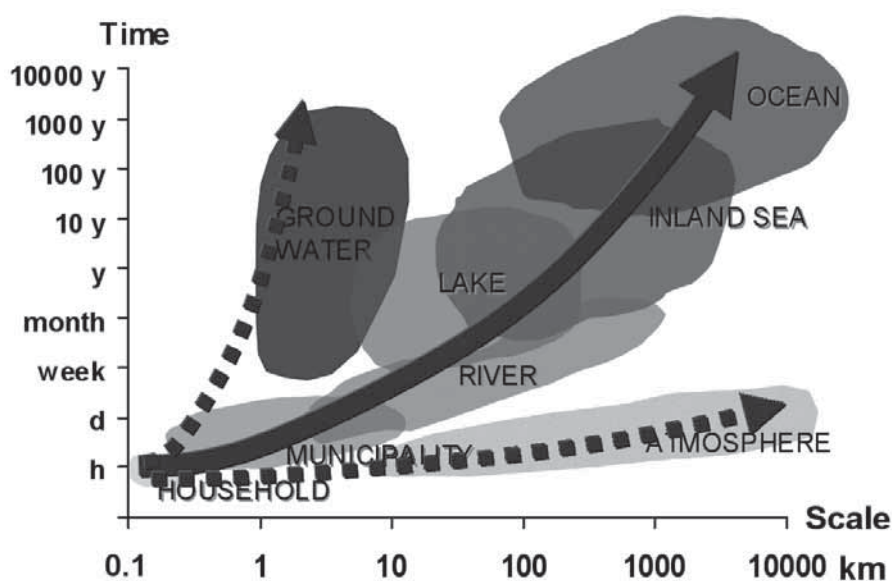 Time
10000 y
1000 y
100 y
10 y
y
month
week
d
h
OCEAN
INLAND SEA
GROUND
WATER
LAKE
RIVER
MUNICIPALITY
ATMOSPHERE
HOUSEHOLD
Scale
0.1 1 10 100 1000 10000 km